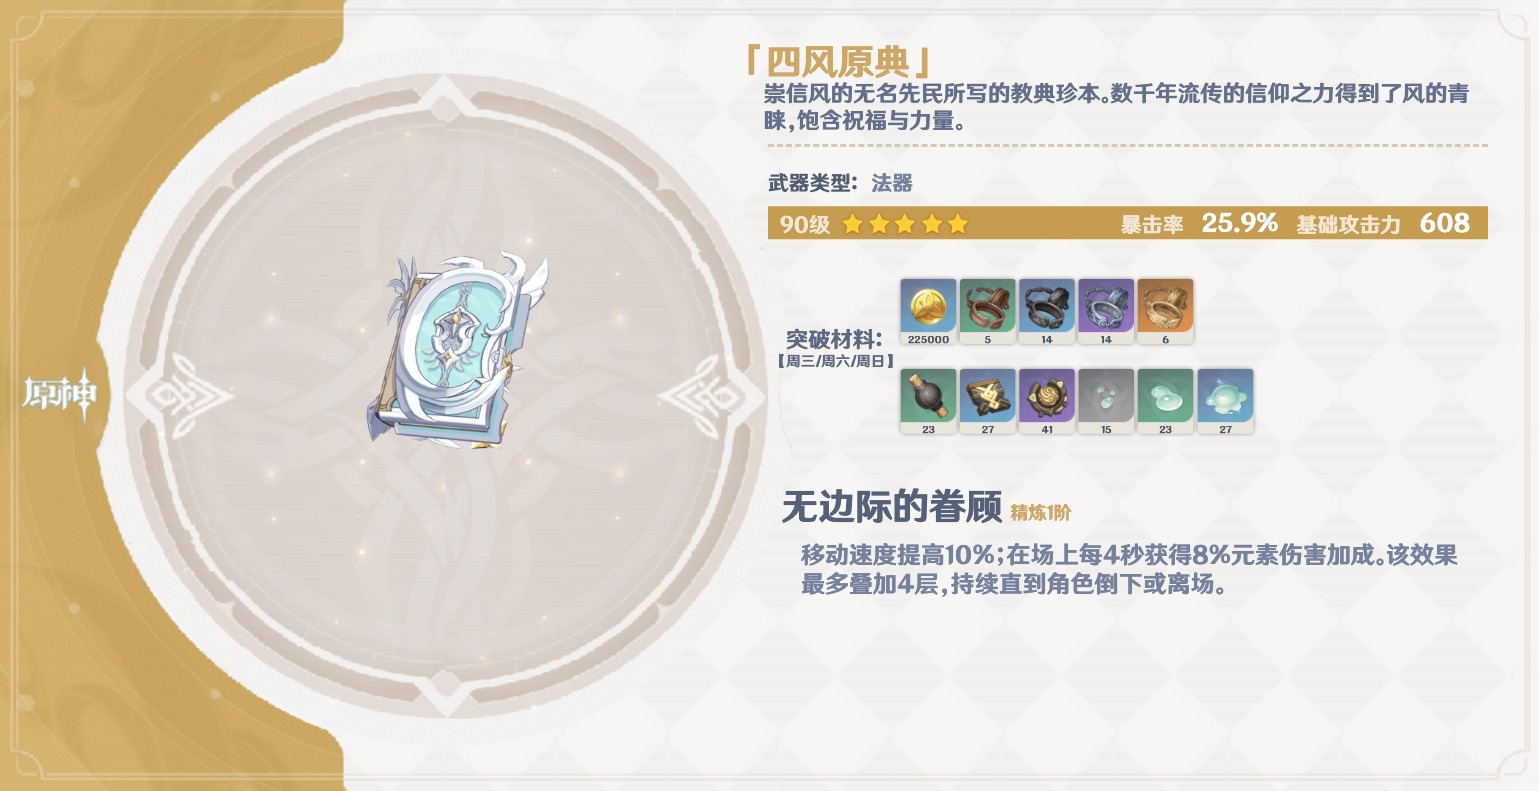 「四风原典」
崇信风的无名先民所写的教典珍本。数千年流传的信仰之力得到了风的青
睐,饱含祝福与力量。
武器类型: 法器
90级 暴击率 25.9% 基础攻击力 608
225000 5 14 14 6
突破材料:
【周三/周六/周日】
23 27 41 15 23 27
原神
无边际的眷顾 精炼1阶
移动速度提高10%;在场上每4秒获得8%元素伤害加成。该效果
最多叠加4层,持续直到角色倒下或离场。